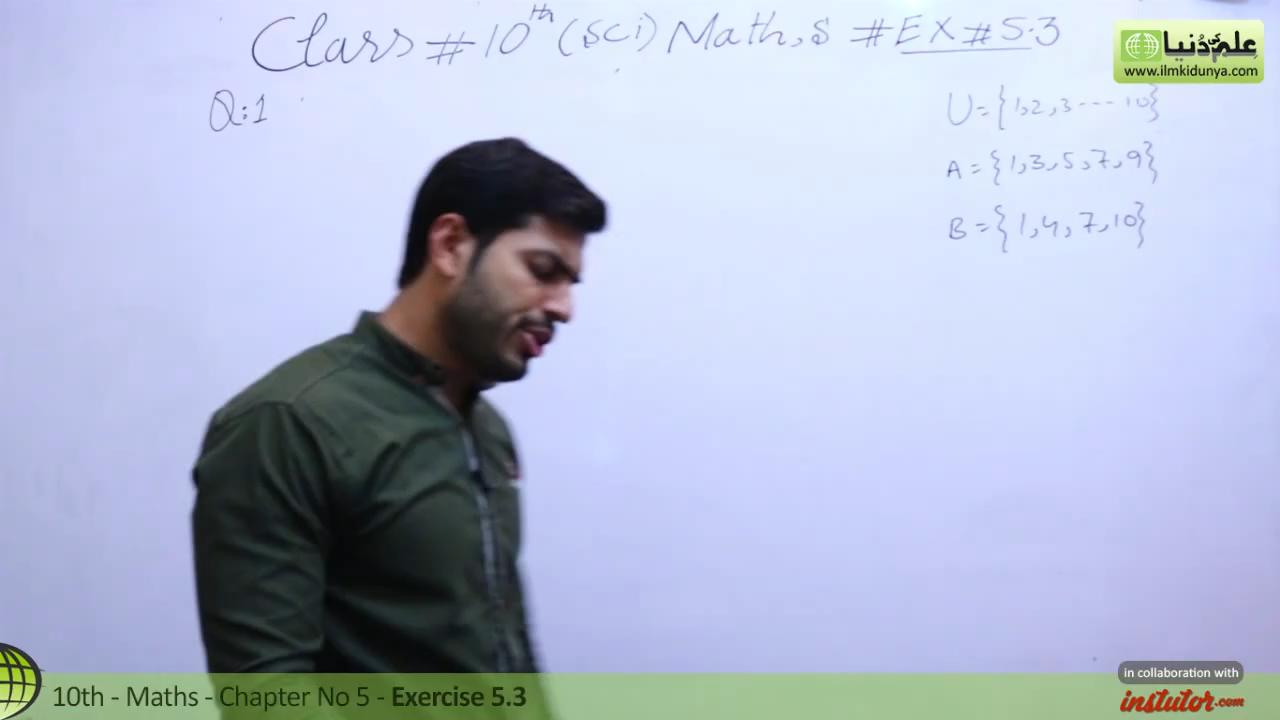 Class # 10th (Sci) Math,s # EX # 5.3
علم کی دُنیا
www.ilmkidunya.com
Q:1
U = {1,2,3---10}
A = {1,3,5,7,9}
B = {1,4,7,10}
in collaboration with
instutor.com
10th - Maths - Chapter No 5 - Exercise 5.3